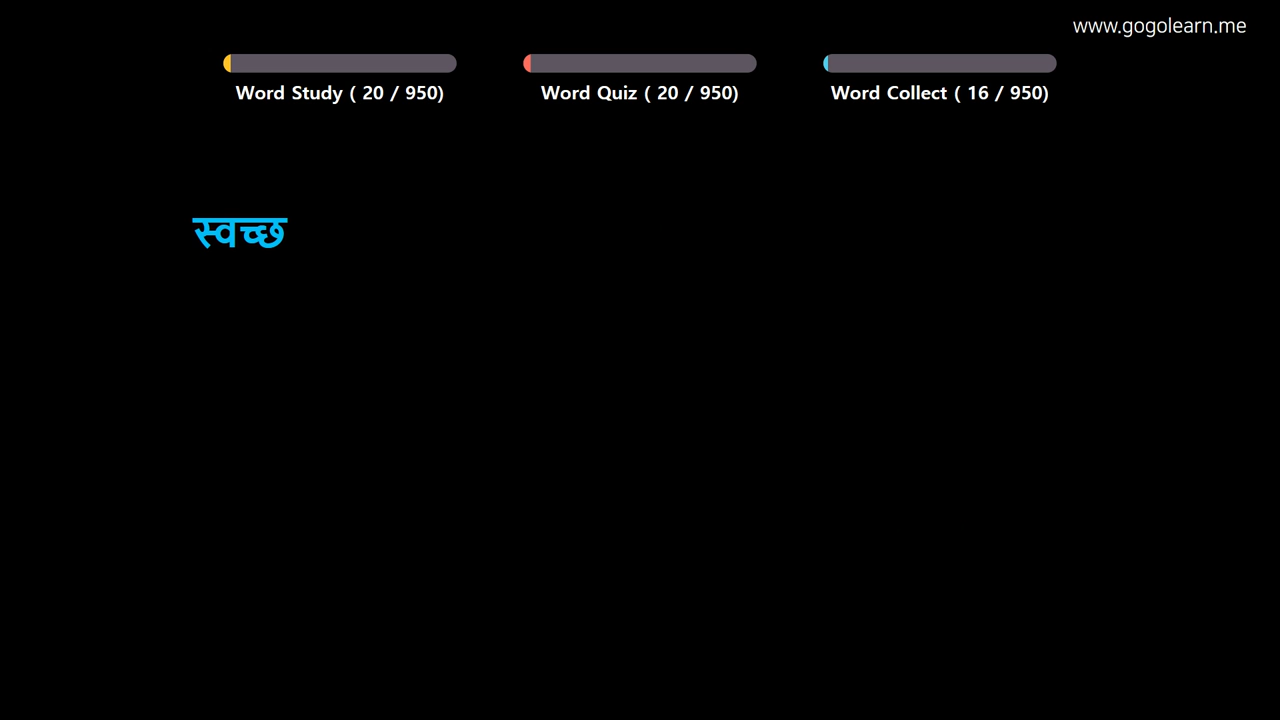 www.gogolearn.me
Word Study ( 20 / 950)
Word Quiz ( 20 / 950)
Word Collect ( 16 / 950)
स्वच्छ